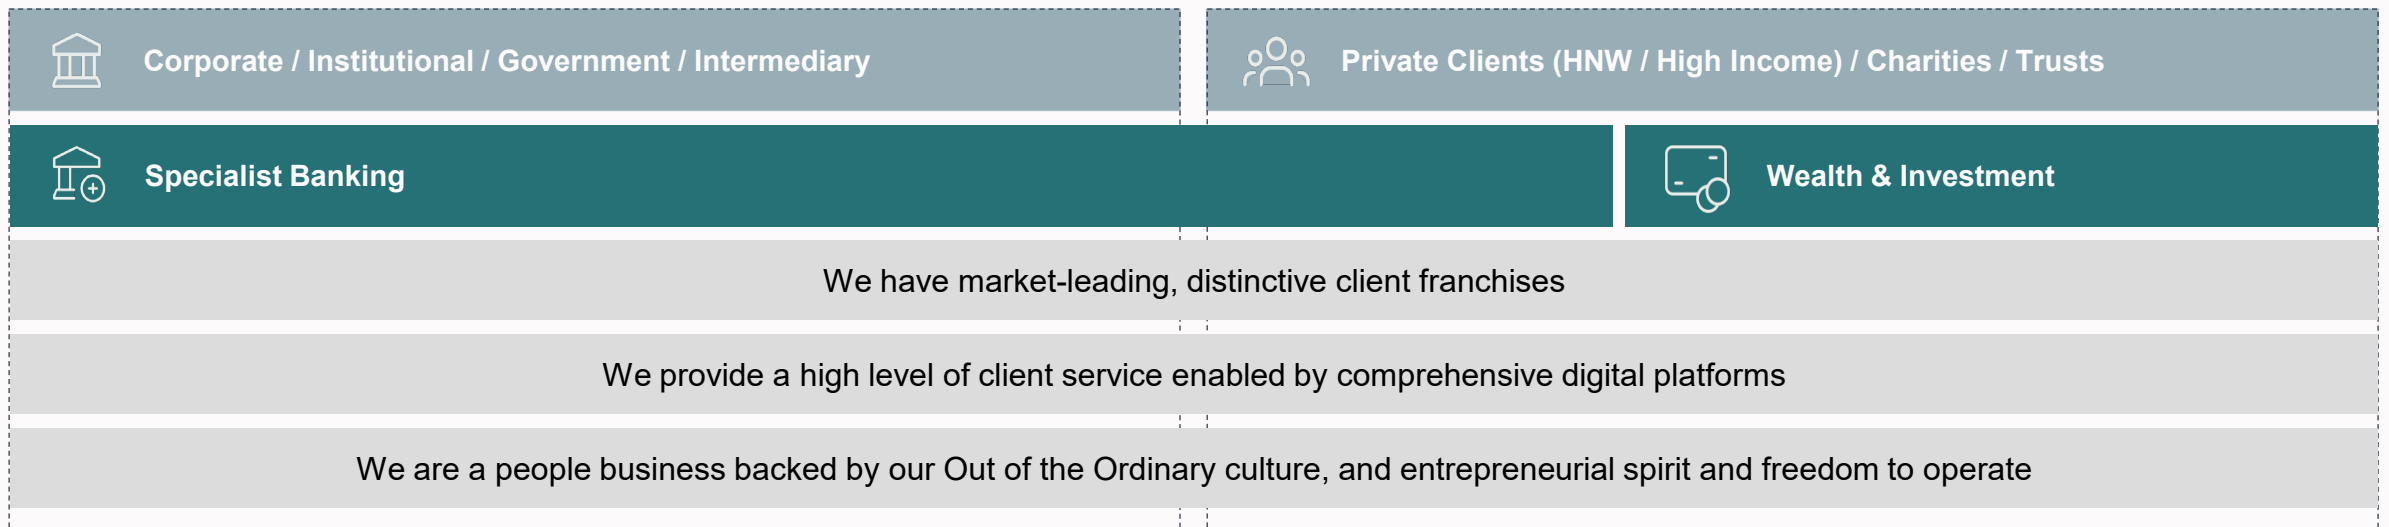 Corporate / Institutional / Government / Intermediary
Private Clients (HNW / High Income) / Charities / Trusts
Specialist Banking
Wealth & Investment
We have market-leading, distinctive client franchises
We provide a high level of client service enabled by comprehensive digital platforms
We are a people business backed by our Out of the Ordinary culture, and entrepreneurial spirit and freedom to operate